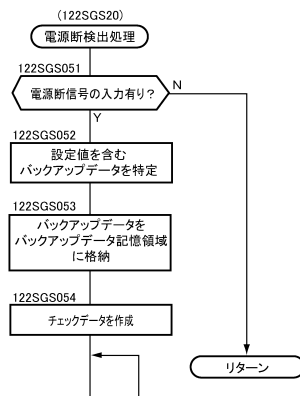 (122SGS20)
電源断検出処理
122SGS051
電源断信号の入力有り？
N
Y
122SGS052
設定値を含む
バックアップデータを特定
122SGS053
バックアップデータを
バックアップデータ記憶領域
に格納
122SGS054
チェックデータを作成
リターン